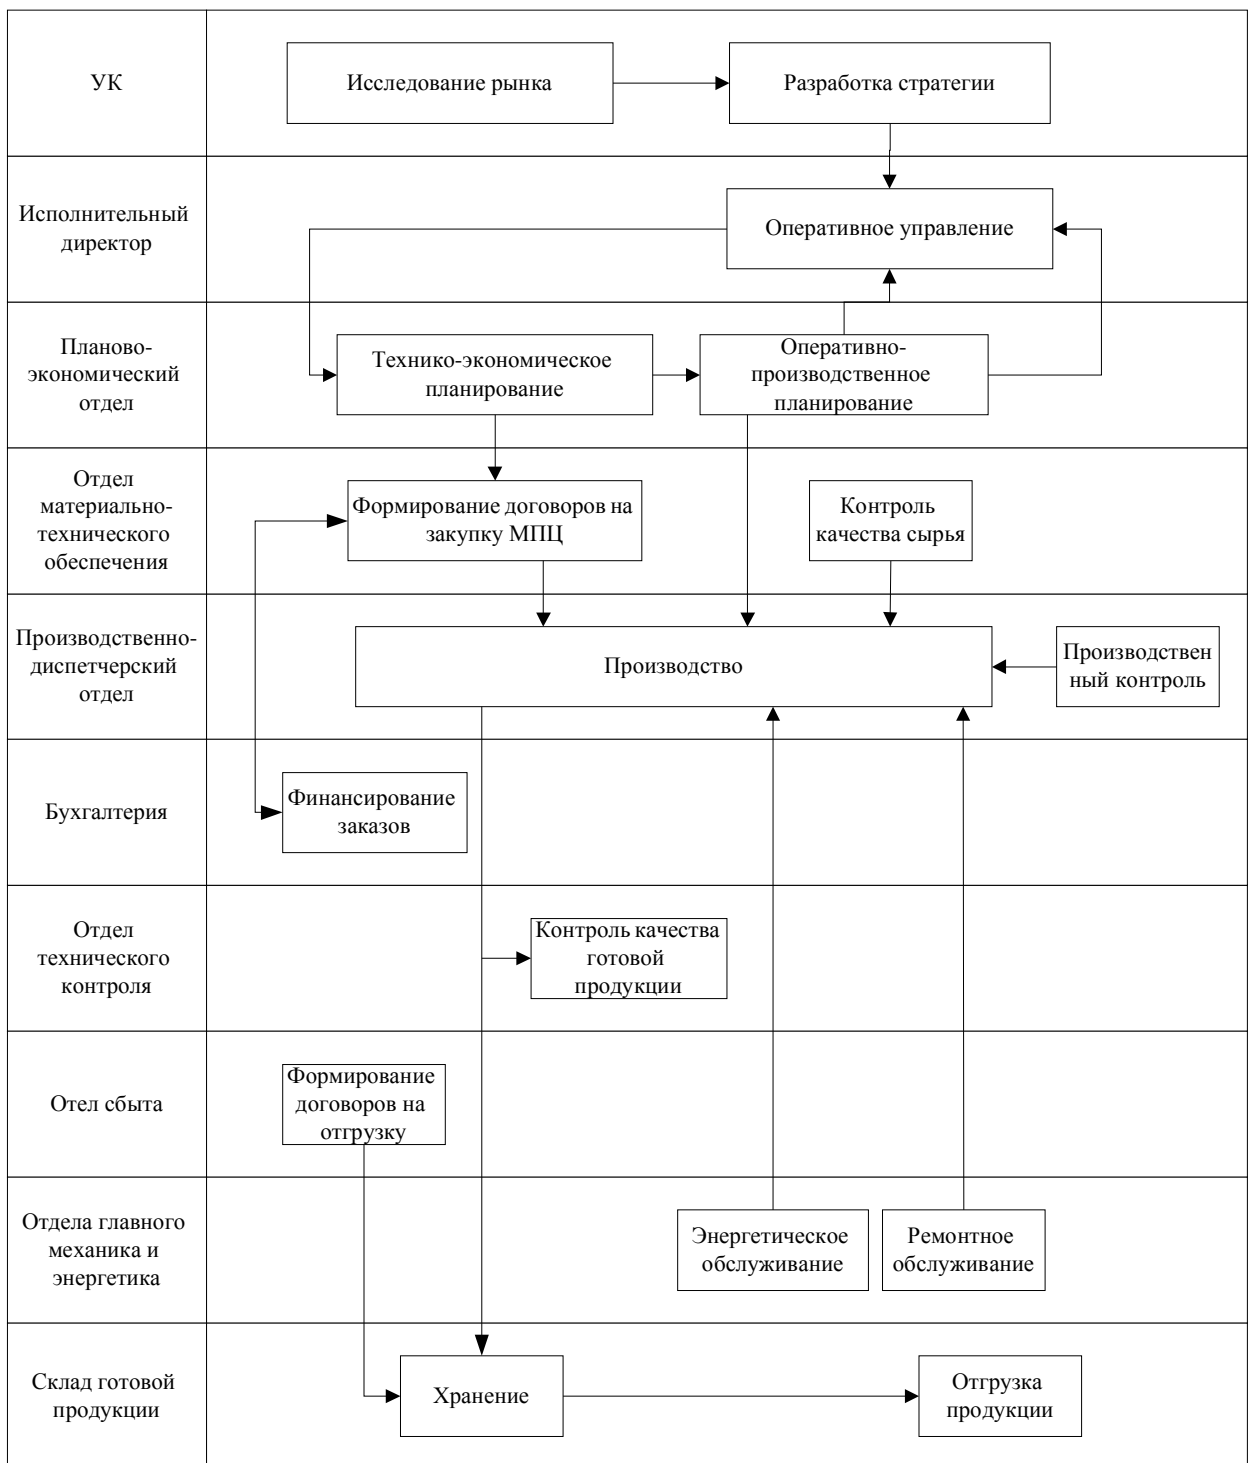 УК
Исследование рынка
Разработка стратегии
Исполнительный
директор
Оперативное управление
Планово-
экономический
отдел
Технико-экономическое
планирование
Оперативно-
производственное
планирование
Отдел
материально-
технического
обеспечения
Формирование договоров на
закупку МПЦ
Контроль
качества сырья
Производственно-
диспетчерский
отдел
Производство
Производствен
ный контроль
Бухгалтерия
Финансирование
заказов
Отдел
технического
контроля
Контроль качества
готовой
продукции
Отел сбыта
Формирование
договоров на
отгрузку
Отдела главного
механика и
энергетика
Энергетическое
обслуживание
Ремонтное
обслуживание
Склад готовой
продукции
Хранение
Отгрузка
продукции